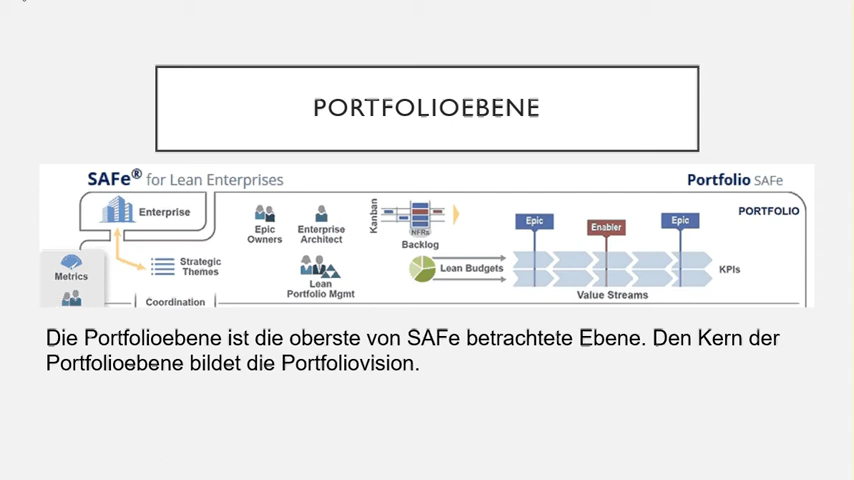 PORTFOLIOEBENE
SAFe® for Lean Enterprises
Portfolio SAFe
Enterprise
Epic
Owners
Enterprise
Architect
Kanban
NFRs
Backlog
Epic
Enabler
Epic
PORTFOLIO
Metrics
Strategic
Themes
Lean
Portfolio Mgmt
Lean Budgets
KPIs
Value Streams
Coordination
Die Portfolioebene ist die oberste von SAFe betrachtete Ebene. Den Kern der
Portfolioebene bildet die Portfoliovision.